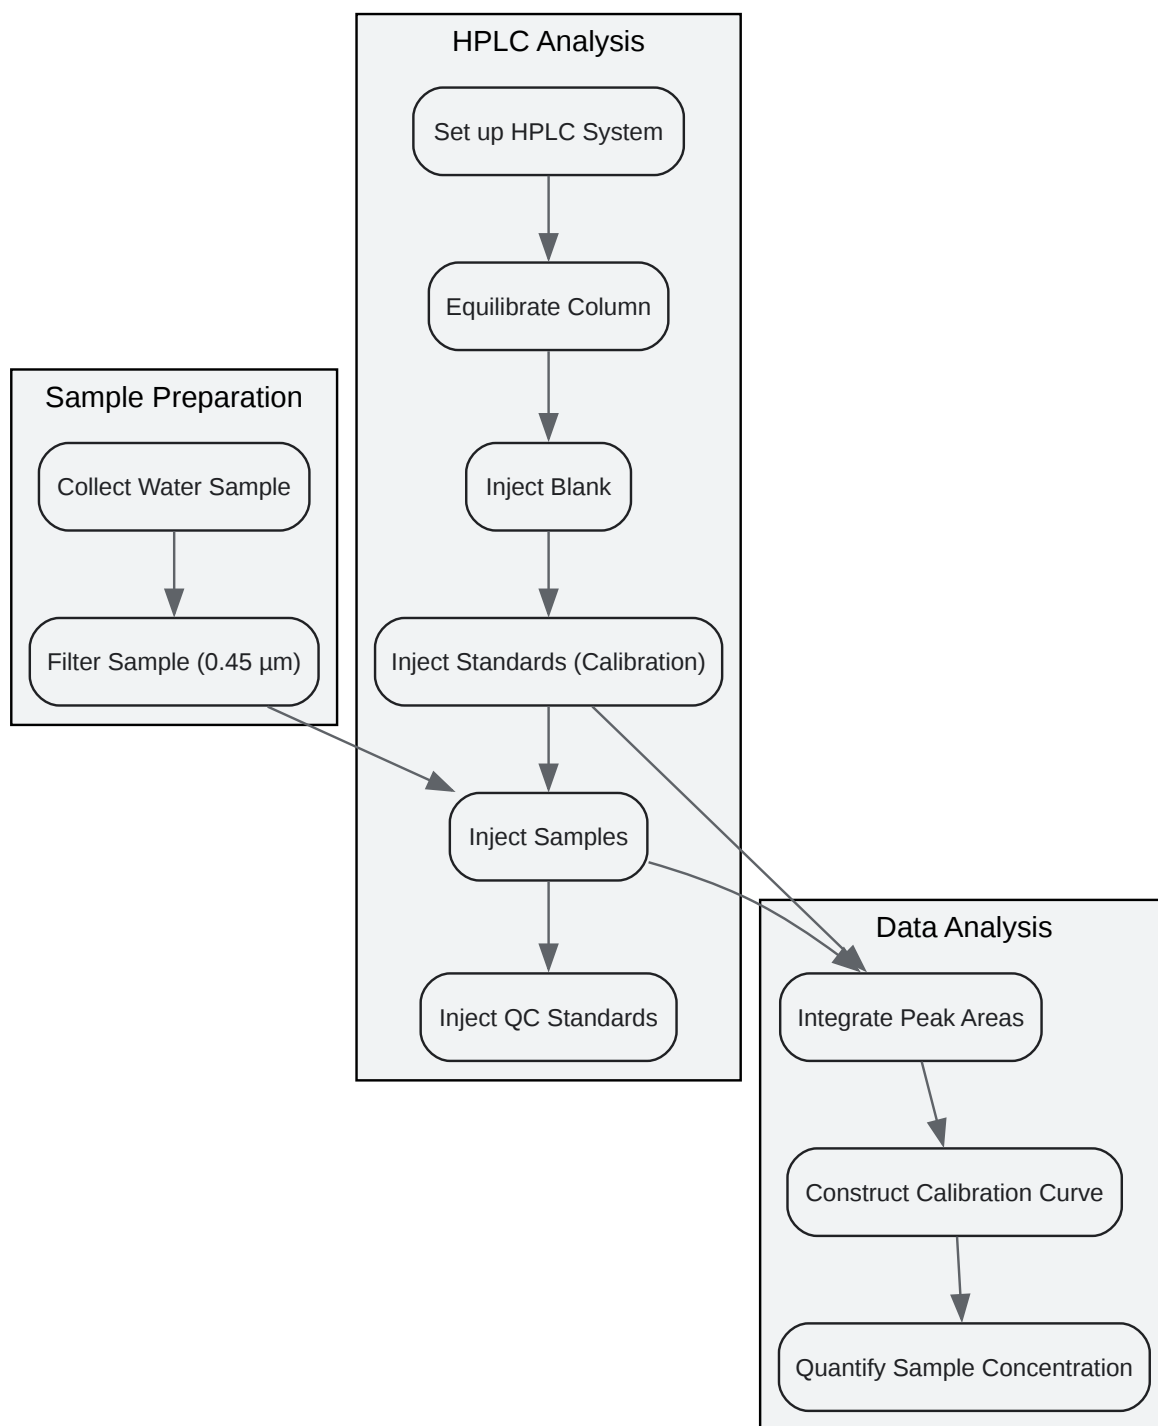 HPLC Analysis
Set up HPLC System
Equilibrate Column
Sample Preparation
Collect Water Sample
Inject Blank
Filter Sample (0.45 µm)
Inject Standards (Calibration)
Inject Samples
Data Analysis
Inject QC Standards
Integrate Peak Areas
Construct Calibration Curve
Quantify Sample Concentration